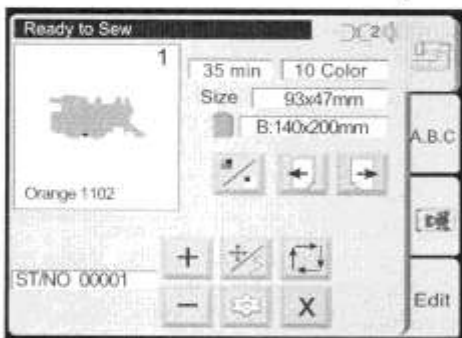 Ready to Sew
2
1
35 min
10 Color
Size
93x47mm
B:140x200mm
A.B.C
Orange 1102
+
ST/NO 00001
−
X
Edit